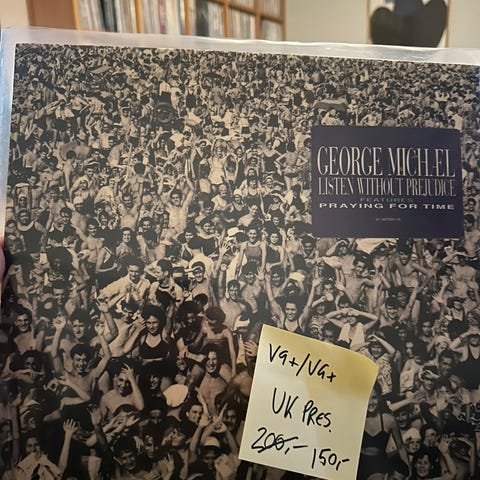 GEORGE MICHAEL
LISTEN WITHOUT PREJUDICE
FEATURES
PRAYING FOR TIME
VG+/VG+
UK PRES.
200,- 150,-